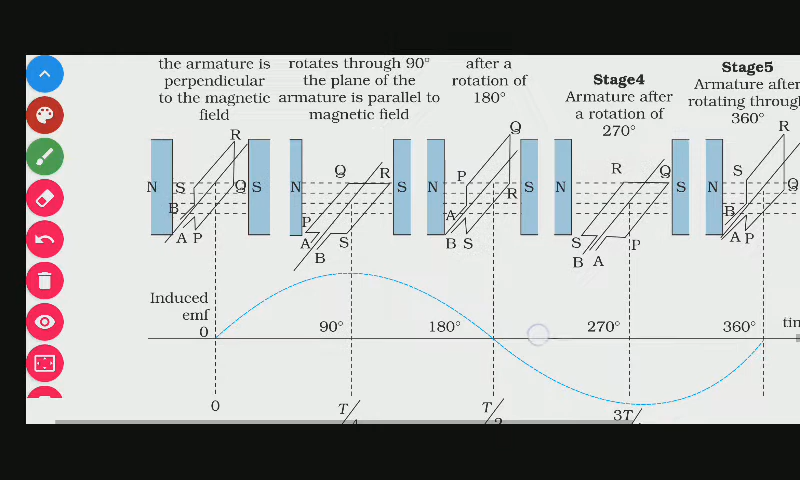 the armature is
perpendicular
to the magnetic
field
rotates through 90°
the plane of the
armature is parallel to
magnetic field
after a
rotation of
180°
Stage4
Armature after
a rotation of
270°
Stage5
Armature after
rotating through
360°
R
N S Q S
B
A P
Q R
N S
P
A S
B
Q
P
N R S
A
B S
R Q
N S
S P
B A
R
S
N Q
B
A P
Induced
emf
0
90°
180°
270°
360°
0
T/
T/
3T/